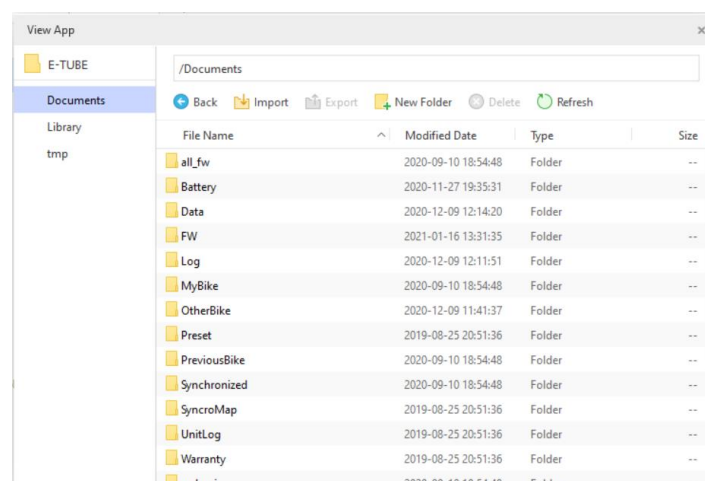 View App ×
E-TUBE
/Documents
Documents
Library
tmp
Back Import Export New Folder Delete Refresh
File Name Modified Date Type Size
all_fw 2020-09-10 18:54:48 Folder --
Battery 2020-11-27 19:35:31 Folder --
Data 2020-12-09 12:14:20 Folder --
FW 2021-01-16 13:31:35 Folder --
Log 2020-12-09 12:11:51 Folder --
MyBike 2020-09-10 18:54:48 Folder --
OtherBike 2020-12-09 11:41:37 Folder --
Preset 2019-08-25 20:51:36 Folder --
PreviousBike 2020-09-10 18:54:48 Folder --
Synchronized 2020-09-10 18:54:48 Folder --
SyncroMap 2019-08-25 20:51:36 Folder --
UnitLog 2019-08-25 20:51:36 Folder --
Warranty 2019-08-25 20:51:36 Folder --